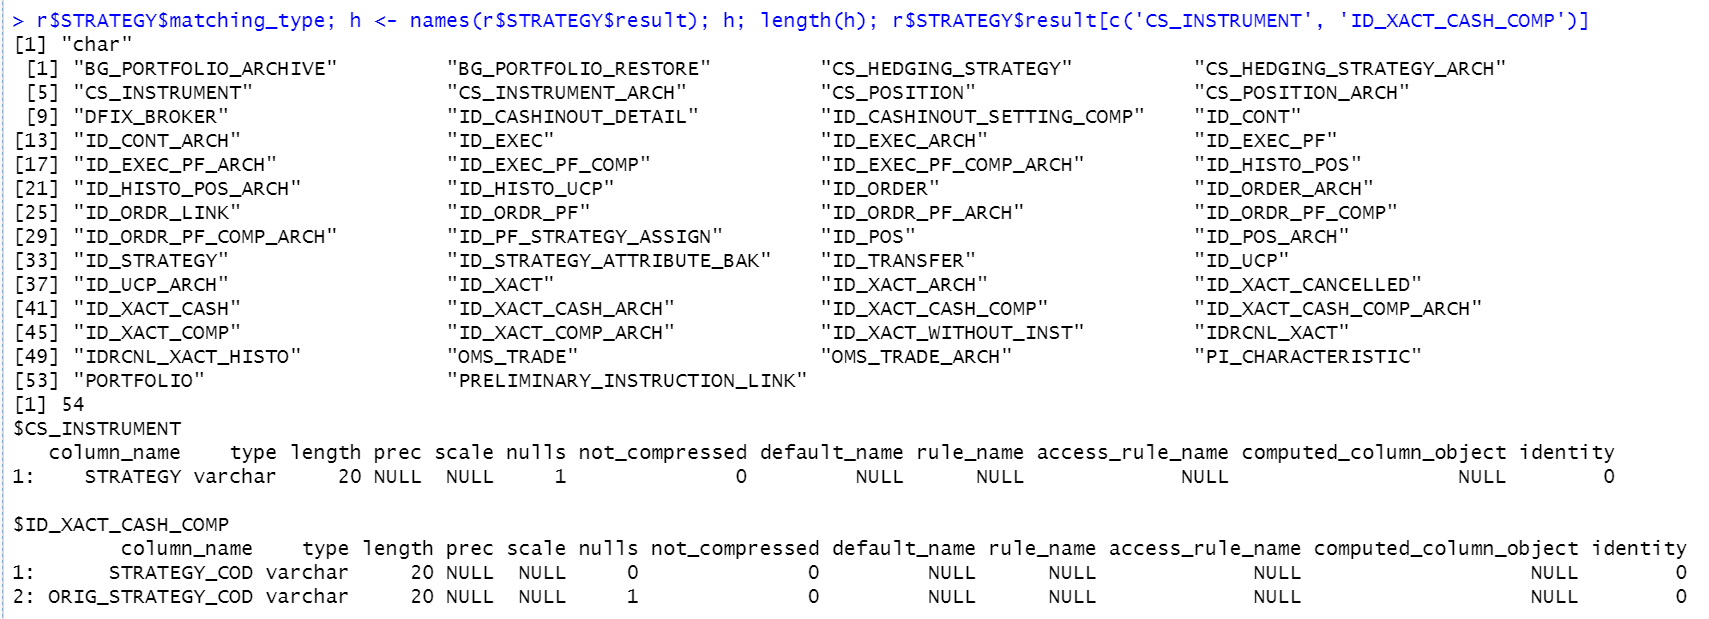 > r$STRATEGY$matching_type; h <- names(r$STRATEGY$result); h; length(h); r$STRATEGY$result[c('CS_INSTRUMENT', 'ID_XACT_CASH_COMP')]
[1] "char"
 [1] "BG_PORTFOLIO_ARCHIVE"         "BG_PORTFOLIO_RESTORE"         "CS_HEDGING_STRATEGY"          "CS_HEDGING_STRATEGY_ARCH"
 [5] "CS_INSTRUMENT"                "CS_INSTRUMENT_ARCH"           "CS_POSITION"                  "CS_POSITION_ARCH"
 [9] "DFIX_BROKER"                  "ID_CASHINOUT_DETAIL"          "ID_CASHINOUT_SETTING_COMP"    "ID_CONT"
[13] "ID_CONT_ARCH"                 "ID_EXEC"                      "ID_EXEC_ARCH"                 "ID_EXEC_PF"
[17] "ID_EXEC_PF_ARCH"              "ID_EXEC_PF_COMP"              "ID_EXEC_PF_COMP_ARCH"         "ID_HISTO_POS"
[21] "ID_HISTO_POS_ARCH"            "ID_HISTO_UCP"                 "ID_ORDER"                     "ID_ORDER_ARCH"
[25] "ID_ORDR_LINK"                 "ID_ORDR_PF"                   "ID_ORDR_PF_ARCH"              "ID_ORDR_PF_COMP"
[29] "ID_ORDR_PF_COMP_ARCH"         "ID_PF_STRATEGY_ASSIGN"        "ID_POS"                       "ID_POS_ARCH"
[33] "ID_STRATEGY"                  "ID_STRATEGY_ATTRIBUTE_BAK"    "ID_TRANSFER"                  "ID_UCP"
[37] "ID_UCP_ARCH"                  "ID_XACT"                      "ID_XACT_ARCH"                 "ID_XACT_CANCELLED"
[41] "ID_XACT_CASH"                 "ID_XACT_CASH_ARCH"            "ID_XACT_CASH_COMP"            "ID_XACT_CASH_COMP_ARCH"
[45] "ID_XACT_COMP"                 "ID_XACT_COMP_ARCH"            "ID_XACT_WITHOUT_INST"         "IDRCNL_XACT"
[49] "IDRCNL_XACT_HISTO"            "OMS_TRADE"                    "OMS_TRADE_ARCH"               "PI_CHARACTERISTIC"
[53] "PORTFOLIO"                    "PRELIMINARY_INSTRUCTION_LINK"
[1] 54
$CS_INSTRUMENT
   column_name    type length prec scale nulls not_compressed default_name rule_name access_rule_name computed_column_object identity
1:    STRATEGY varchar     20 NULL  NULL     1              0         NULL      NULL             NULL                   NULL        0

$ID_XACT_CASH_COMP
         column_name    type length prec scale nulls not_compressed default_name rule_name access_rule_name computed_column_object identity
1:      STRATEGY_COD varchar     20 NULL  NULL     0              0         NULL      NULL             NULL                   NULL        0
2: ORIG_STRATEGY_COD varchar     20 NULL  NULL     1              0         NULL      NULL             NULL                   NULL        0